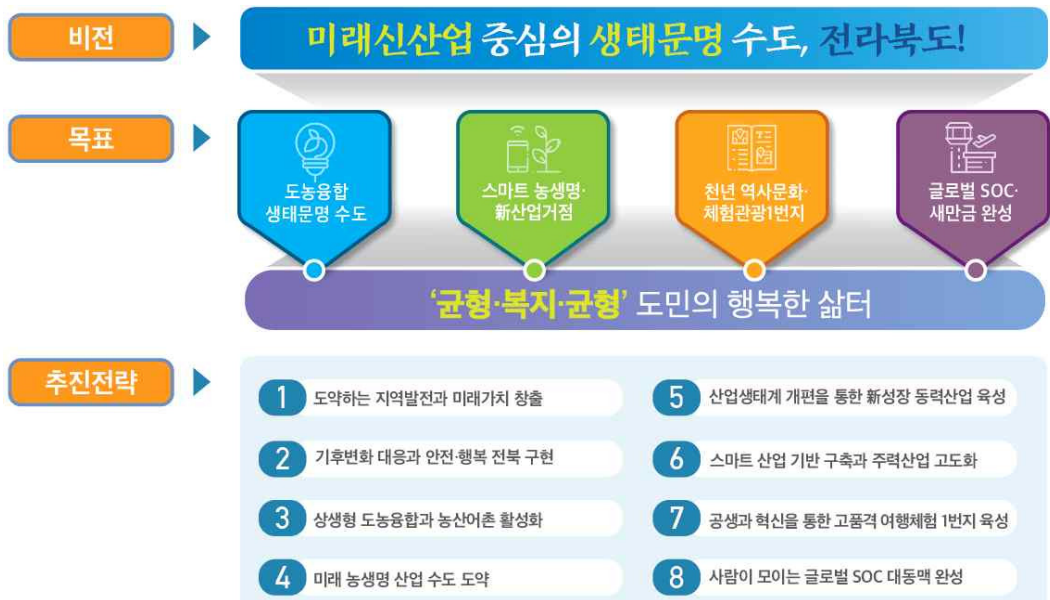 비전
미래신산업 중심의 생태문명 수도, 전라북도!
목표
도농융합
생태문명 수도
스마트 농생명·
新산업거점
천년 역사문화·
체험관광1번지
글로벌 SOC·
새만금 완성
‘균형·복지·균형’ 도민의 행복한 삶터
추진전략
1 도약하는 지역발전과 미래가치 창출
2 기후변화 대응과 안전·행복 전북 구현
3 상생형 도농융합과 농산어촌 활성화
4 미래 농생명 산업 수도 도약
5 산업생태계 개편을 통한 新성장 동력산업 육성
6 스마트 산업 기반 구축과 주력산업 고도화
7 공생과 혁신을 통한 고품격 여행체험 1번지 육성
8 사람이 모이는 글로벌 SOC 대동맥 완성